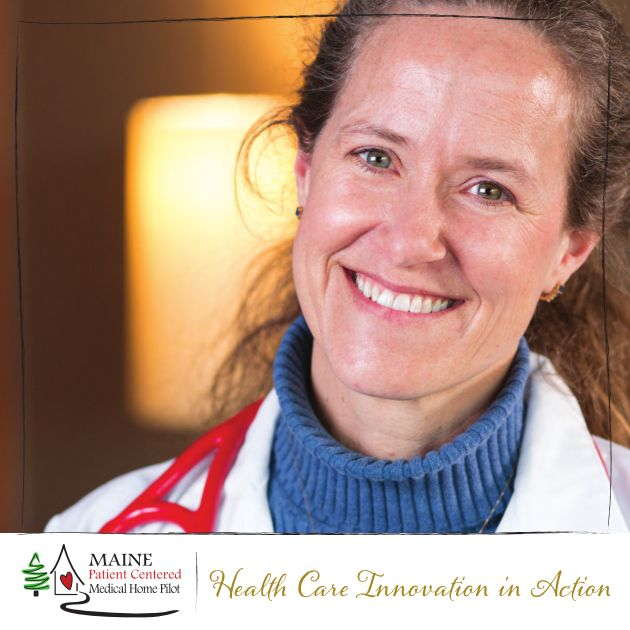 MAINE
Patient Centered
Medical Home Pilot
Health Care Innovation in Action